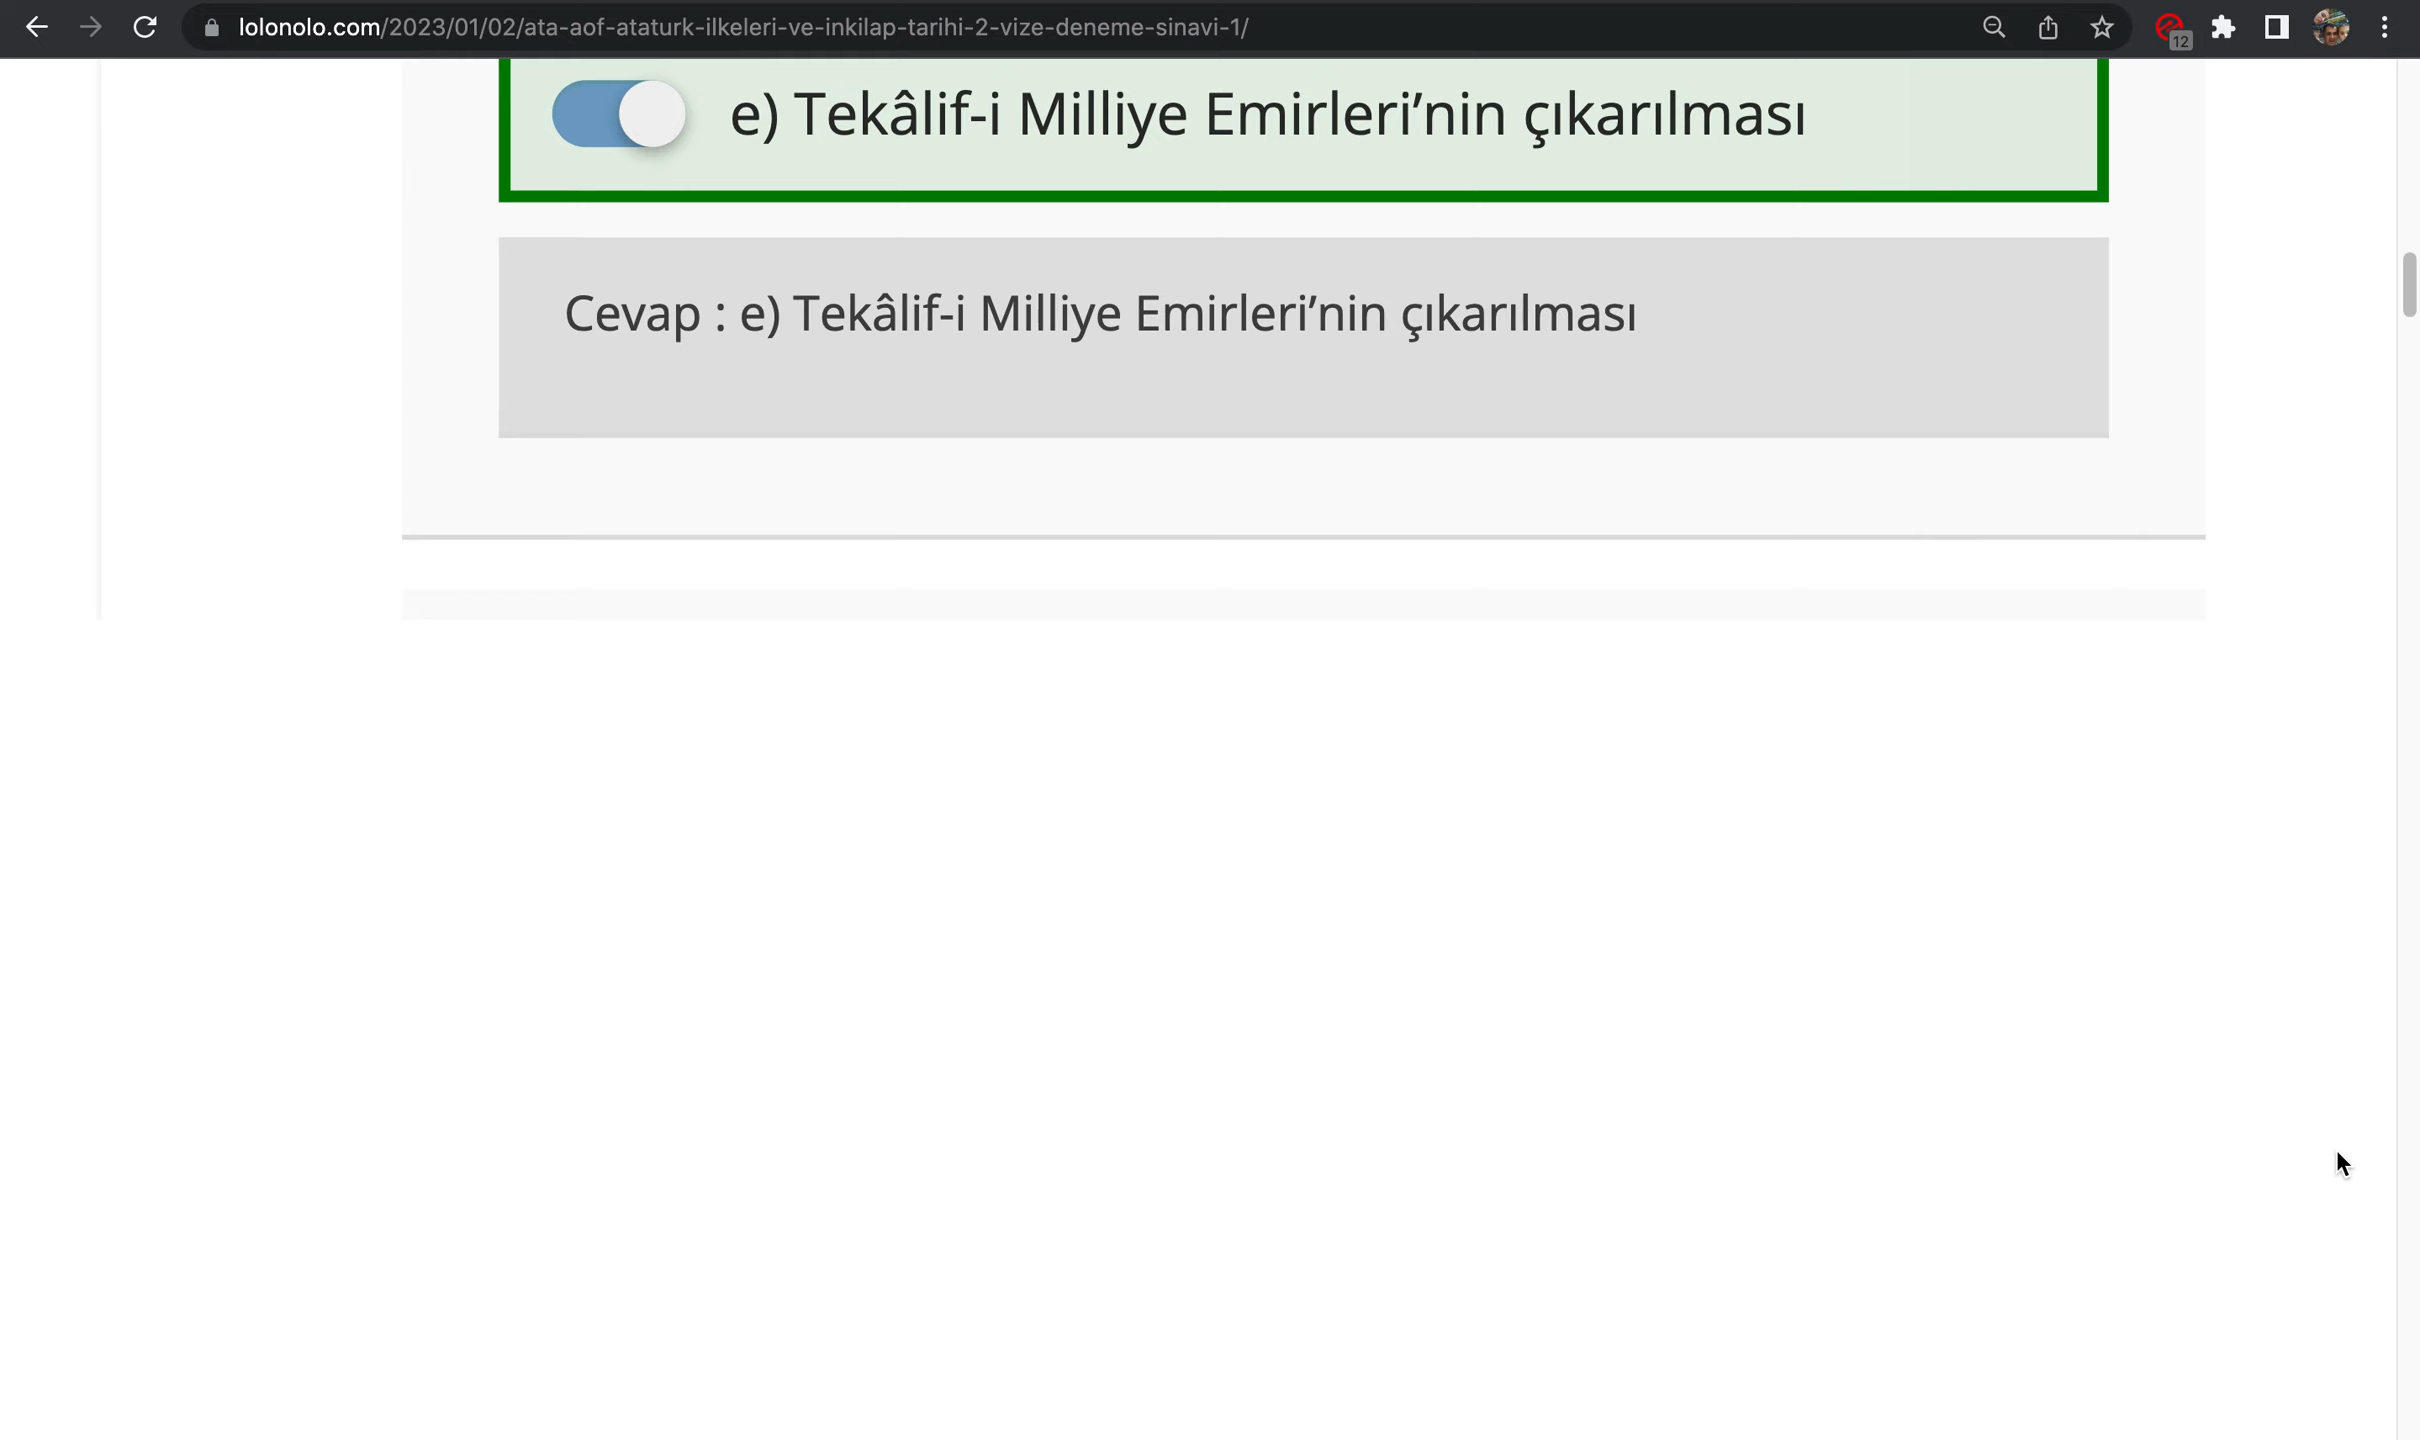 lolonolo.com/2023/01/02/ata-aof-ataturk-ilkeleri-ve-inkilap-tarihi-2-vize-deneme-sinavi-1/
12
e) Tekâlif-i Milliye Emirleri’nin çıkarılması
Cevap : e) Tekâlif-i Milliye Emirleri’nin çıkarılması